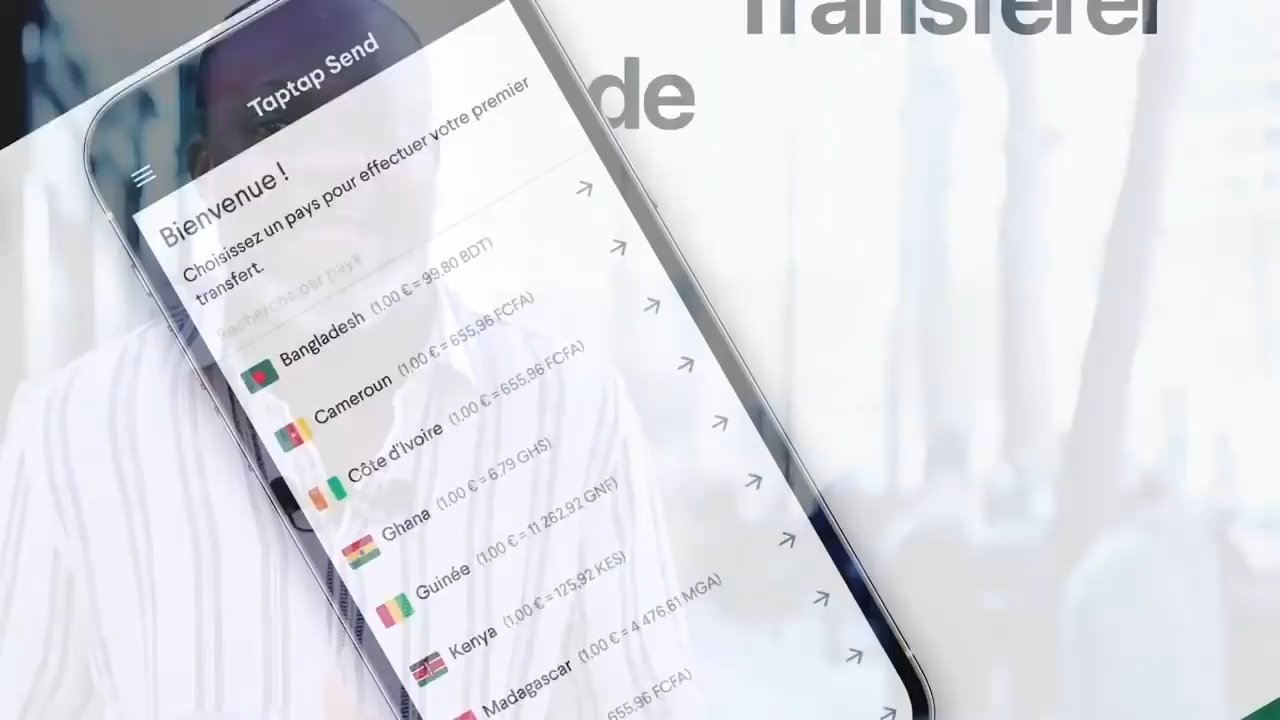 Transférer
de
Taptap Send
Bienvenue !
Choisissez un pays pour effectuer votre premier
transfert.
Recherche par pays
Bangladesh (1.00 € = 99.80 BDT)
Cameroun (1.00 € = 655,96 FCFA)
Côte d'Ivoire (1.00 € = 655,96 FCFA)
Ghana (1.00 € = 6,79 GHS)
Guinée (1.00 € = 11 262,92 GNF)
Kenya (1.00 € = 125,92 KES)
Madagascar (1.00 € = 4 476,61 MGA)
655,96 FCFA)